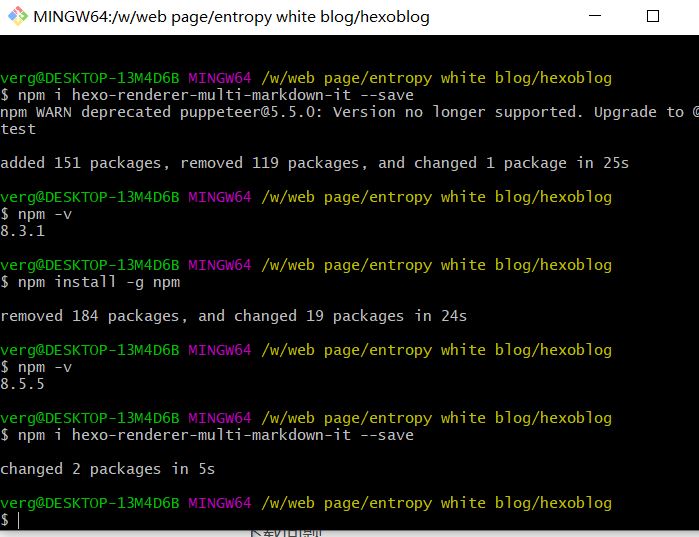 MINGW64:/w/web page/entropy white blog/hexoblog
verg@DESKTOP-13M4D6B MINGW64 /w/web page/entropy white blog/hexoblog
$ npm i hexo-renderer-multi-markdown-it --save
npm WARN deprecated puppeteer@5.5.0: Version no longer supported. Upgrade to @
test
added 151 packages, removed 119 packages, and changed 1 package in 25s
verg@DESKTOP-13M4D6B MINGW64 /w/web page/entropy white blog/hexoblog
$ npm -v
8.3.1
verg@DESKTOP-13M4D6B MINGW64 /w/web page/entropy white blog/hexoblog
$ npm install -g npm
removed 184 packages, and changed 19 packages in 24s
verg@DESKTOP-13M4D6B MINGW64 /w/web page/entropy white blog/hexoblog
$ npm -v
8.5.5
verg@DESKTOP-13M4D6B MINGW64 /w/web page/entropy white blog/hexoblog
$ npm i hexo-renderer-multi-markdown-it --save
changed 2 packages in 5s
verg@DESKTOP-13M4D6B MINGW64 /w/web page/entropy white blog/hexoblog
$